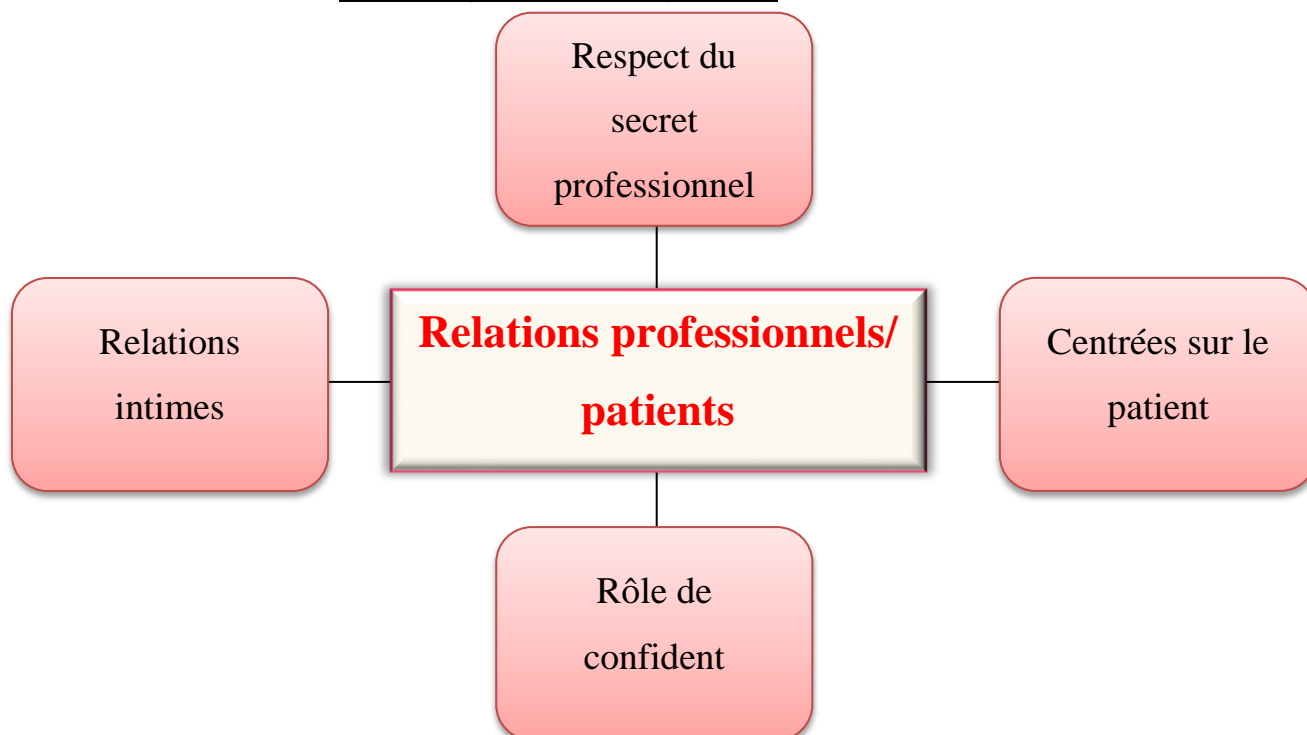 Respect du
secret
professionnel
Relations
intimes
Relations professionnels/
patients
Centrées sur le
patient
Rôle de
confident